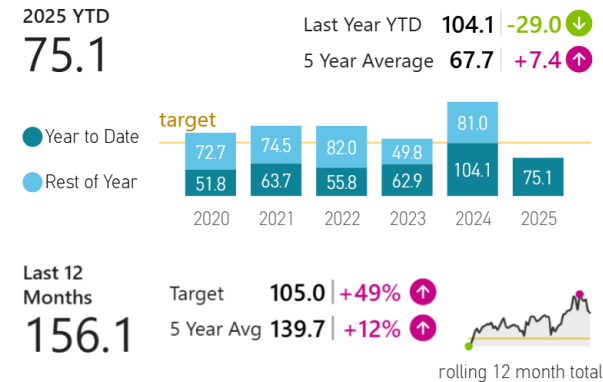 2025 YTD
75.1
Last Year YTD 104.1 -29.0
5 Year Average 67.7 +7.4
target
Year to Date
Rest of Year
72.7 74.5 82.0 49.8 81.0
51.8 63.7 55.8 62.9 104.1 75.1
2020 2021 2022 2023 2024 2025
Last 12
Months
156.1
Target 105.0 +49%
5 Year Avg 139.7 +12%
rolling 12 month total